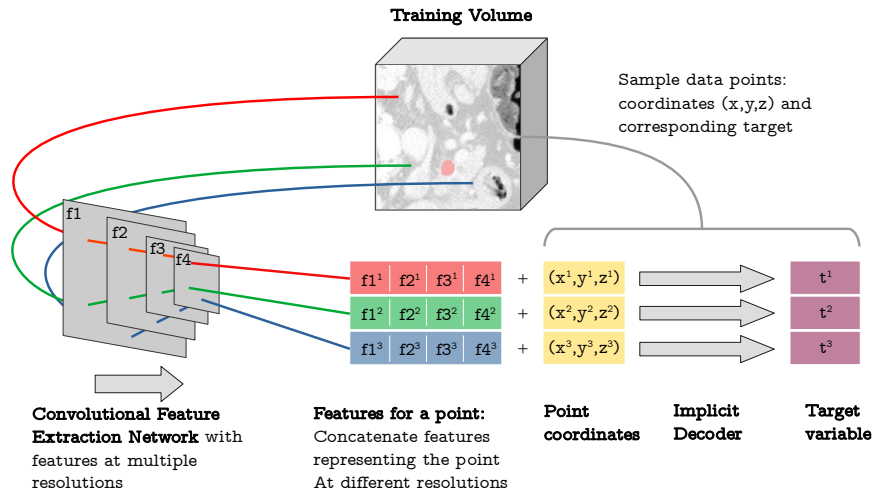 Training Volume
Sample data points:
coordinates (x,y,z) and
corresponding target
f1
f2
f3
f4
f1¹ f2¹ f3¹ f4¹ + (x¹,y¹,z¹) t¹
f1² f2² f3² f4² + (x²,y²,z²) t²
f1³ f2³ f3³ f4³ + (x³,y³,z³) t³
Convolutional Feature
Extraction Network with
features at multiple
resolutions
Features for a point:
Concatenate features
representing the point
At different resolutions
Point
coordinates
Implicit
Decoder
Target
variable